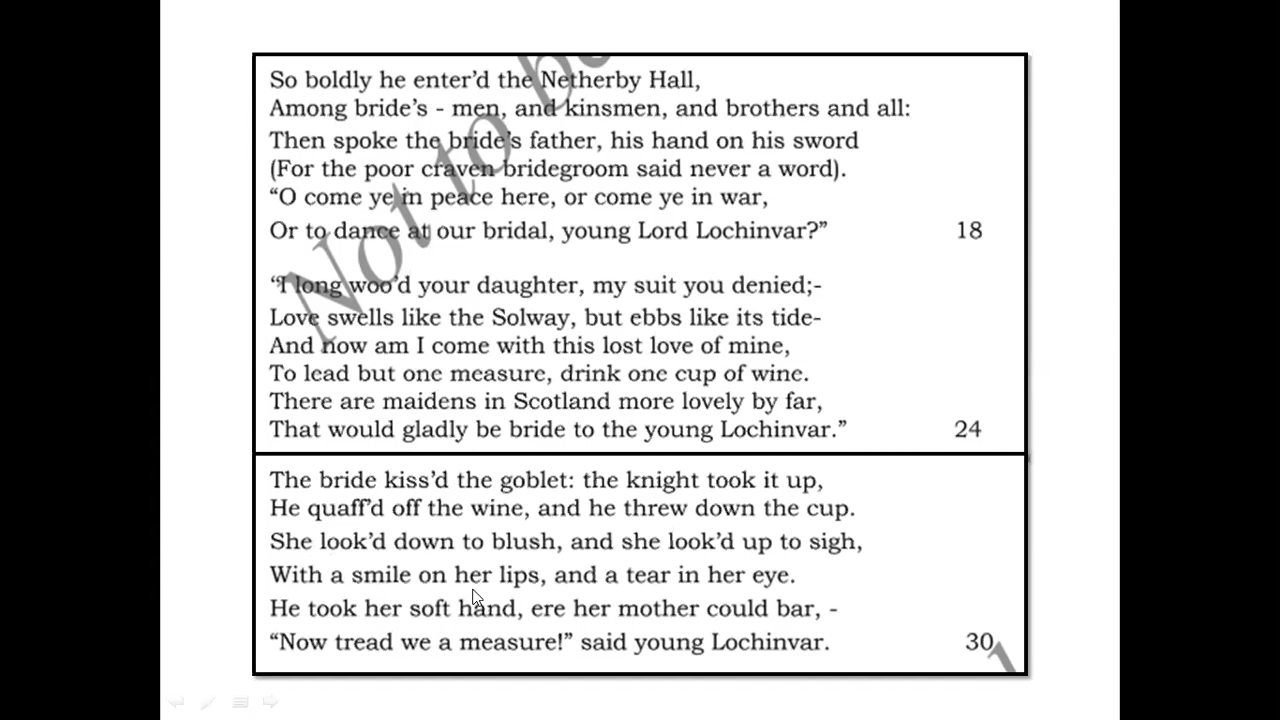 So boldly he enter'd the Netherby Hall,
Among bride's - men, and kinsmen, and brothers and all:
Then spoke the bride's father, his hand on his sword
(For the poor craven bridegroom said never a word).
“O come ye in peace here, or come ye in war,
Or to dance at our bridal, young Lord Lochinvar?” 18
“I long woo'd your daughter, my suit you denied;-
Love swells like the Solway, but ebbs like its tide-
And now am I come with this lost love of mine,
To lead but one measure, drink one cup of wine.
There are maidens in Scotland more lovely by far,
That would gladly be bride to the young Lochinvar.” 24
The bride kiss'd the goblet: the knight took it up,
He quaff'd off the wine, and he threw down the cup.
She look'd down to blush, and she look'd up to sigh,
With a smile on her lips, and a tear in her eye.
He took her soft hand, ere her mother could bar, -
“Now tread we a measure!” said young Lochinvar. 30
Not to be